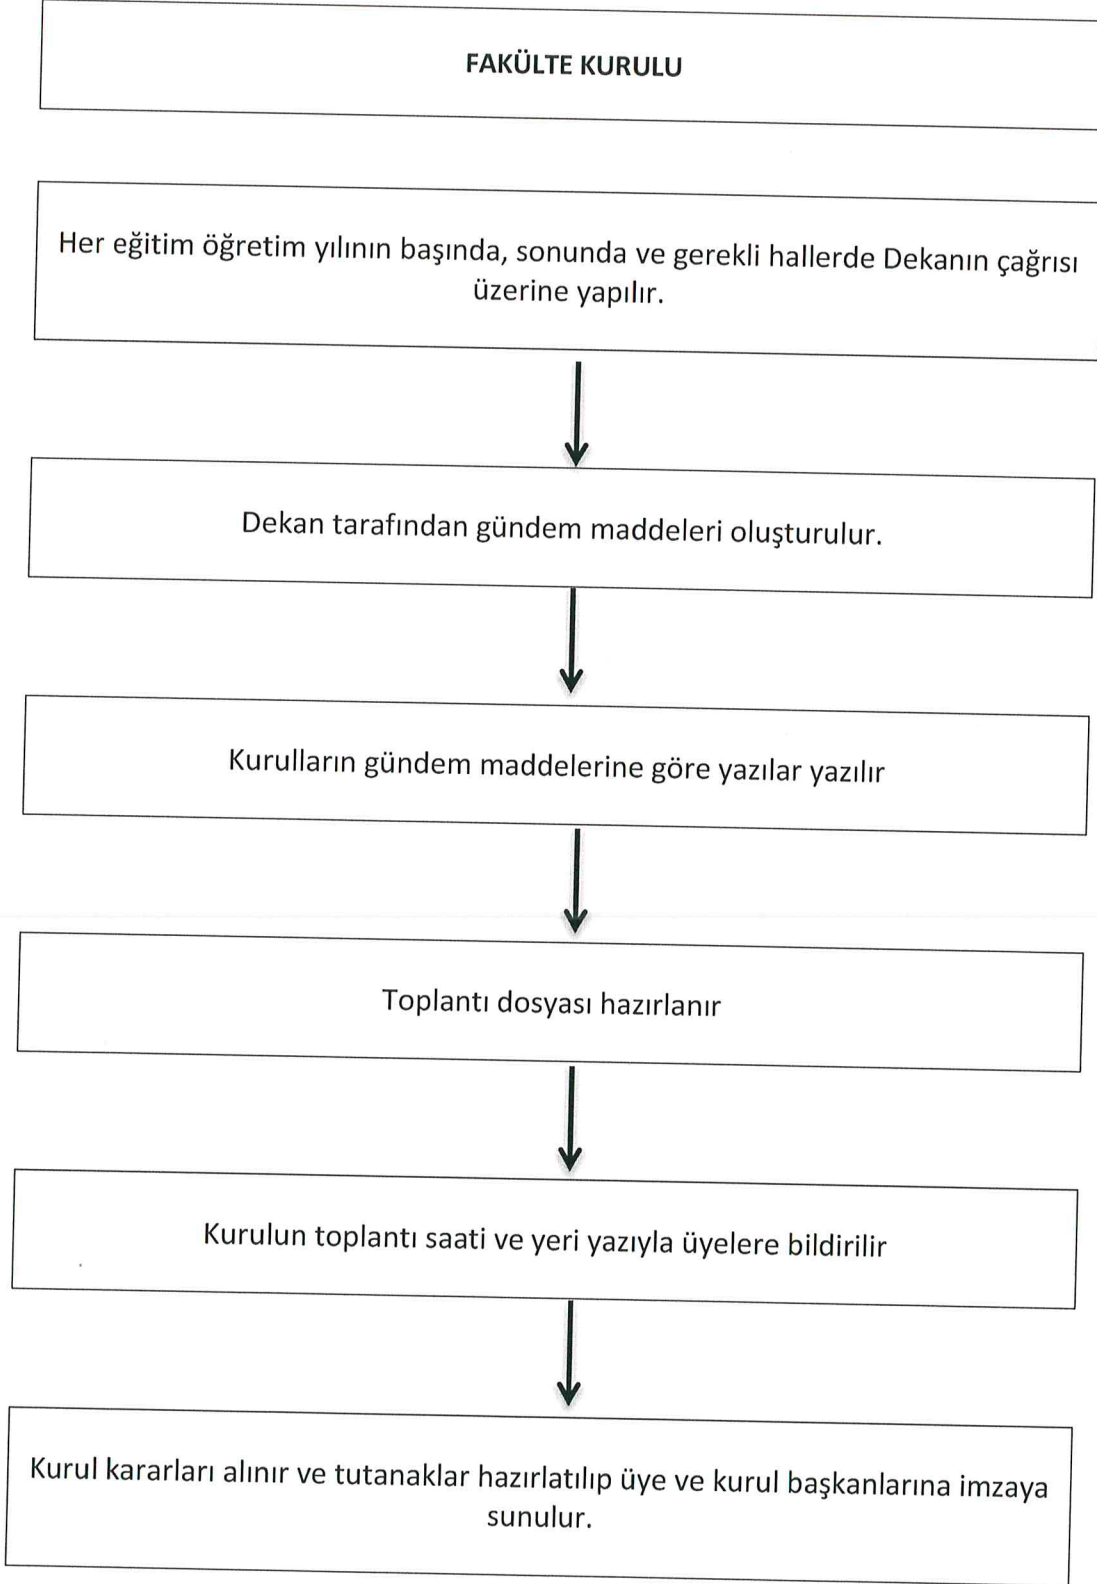 FAKÜLTE KURULU
Her eğitim öğretim yılının başında, sonunda ve gerekli hallerde Dekanın çağrısı
üzerine yapılır.
Dekan tarafından gündem maddeleri oluşturulur.
Kurulların gündem maddelerine göre yazılar yazılır
Toplantı dosyası hazırlanır
Kurulun toplantı saati ve yeri yazıyla üyelere bildirilir
Kurul kararları alınır ve tutanaklar hazırlatılıp üye ve kurul başkanlarına imzaya
sunulur.